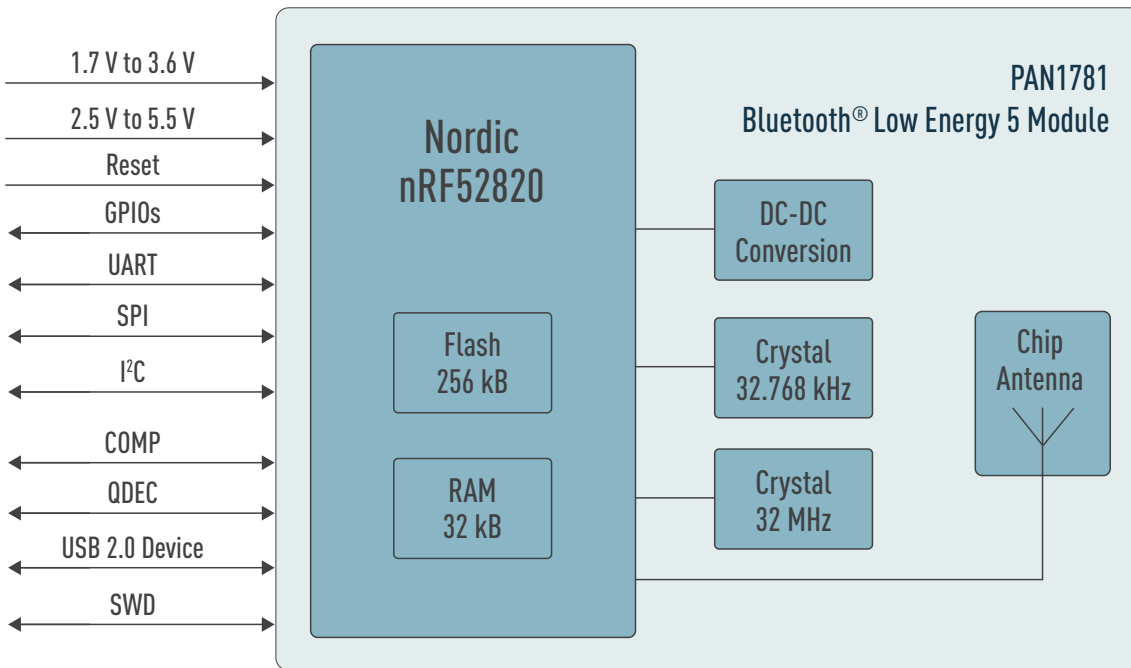 1.7 V to 3.6 V
2.5 V to 5.5 V
Reset
GPIOs
UART
SPI
I²C
COMP
QDEC
USB 2.0 Device
SWD
Nordic
nRF52820
Flash
256 kB
RAM
32 kB
PAN1781
Bluetooth® Low Energy 5 Module
DC-DC
Conversion
Crystal
32.768 kHz
Crystal
32 MHz
Chip
Antenna